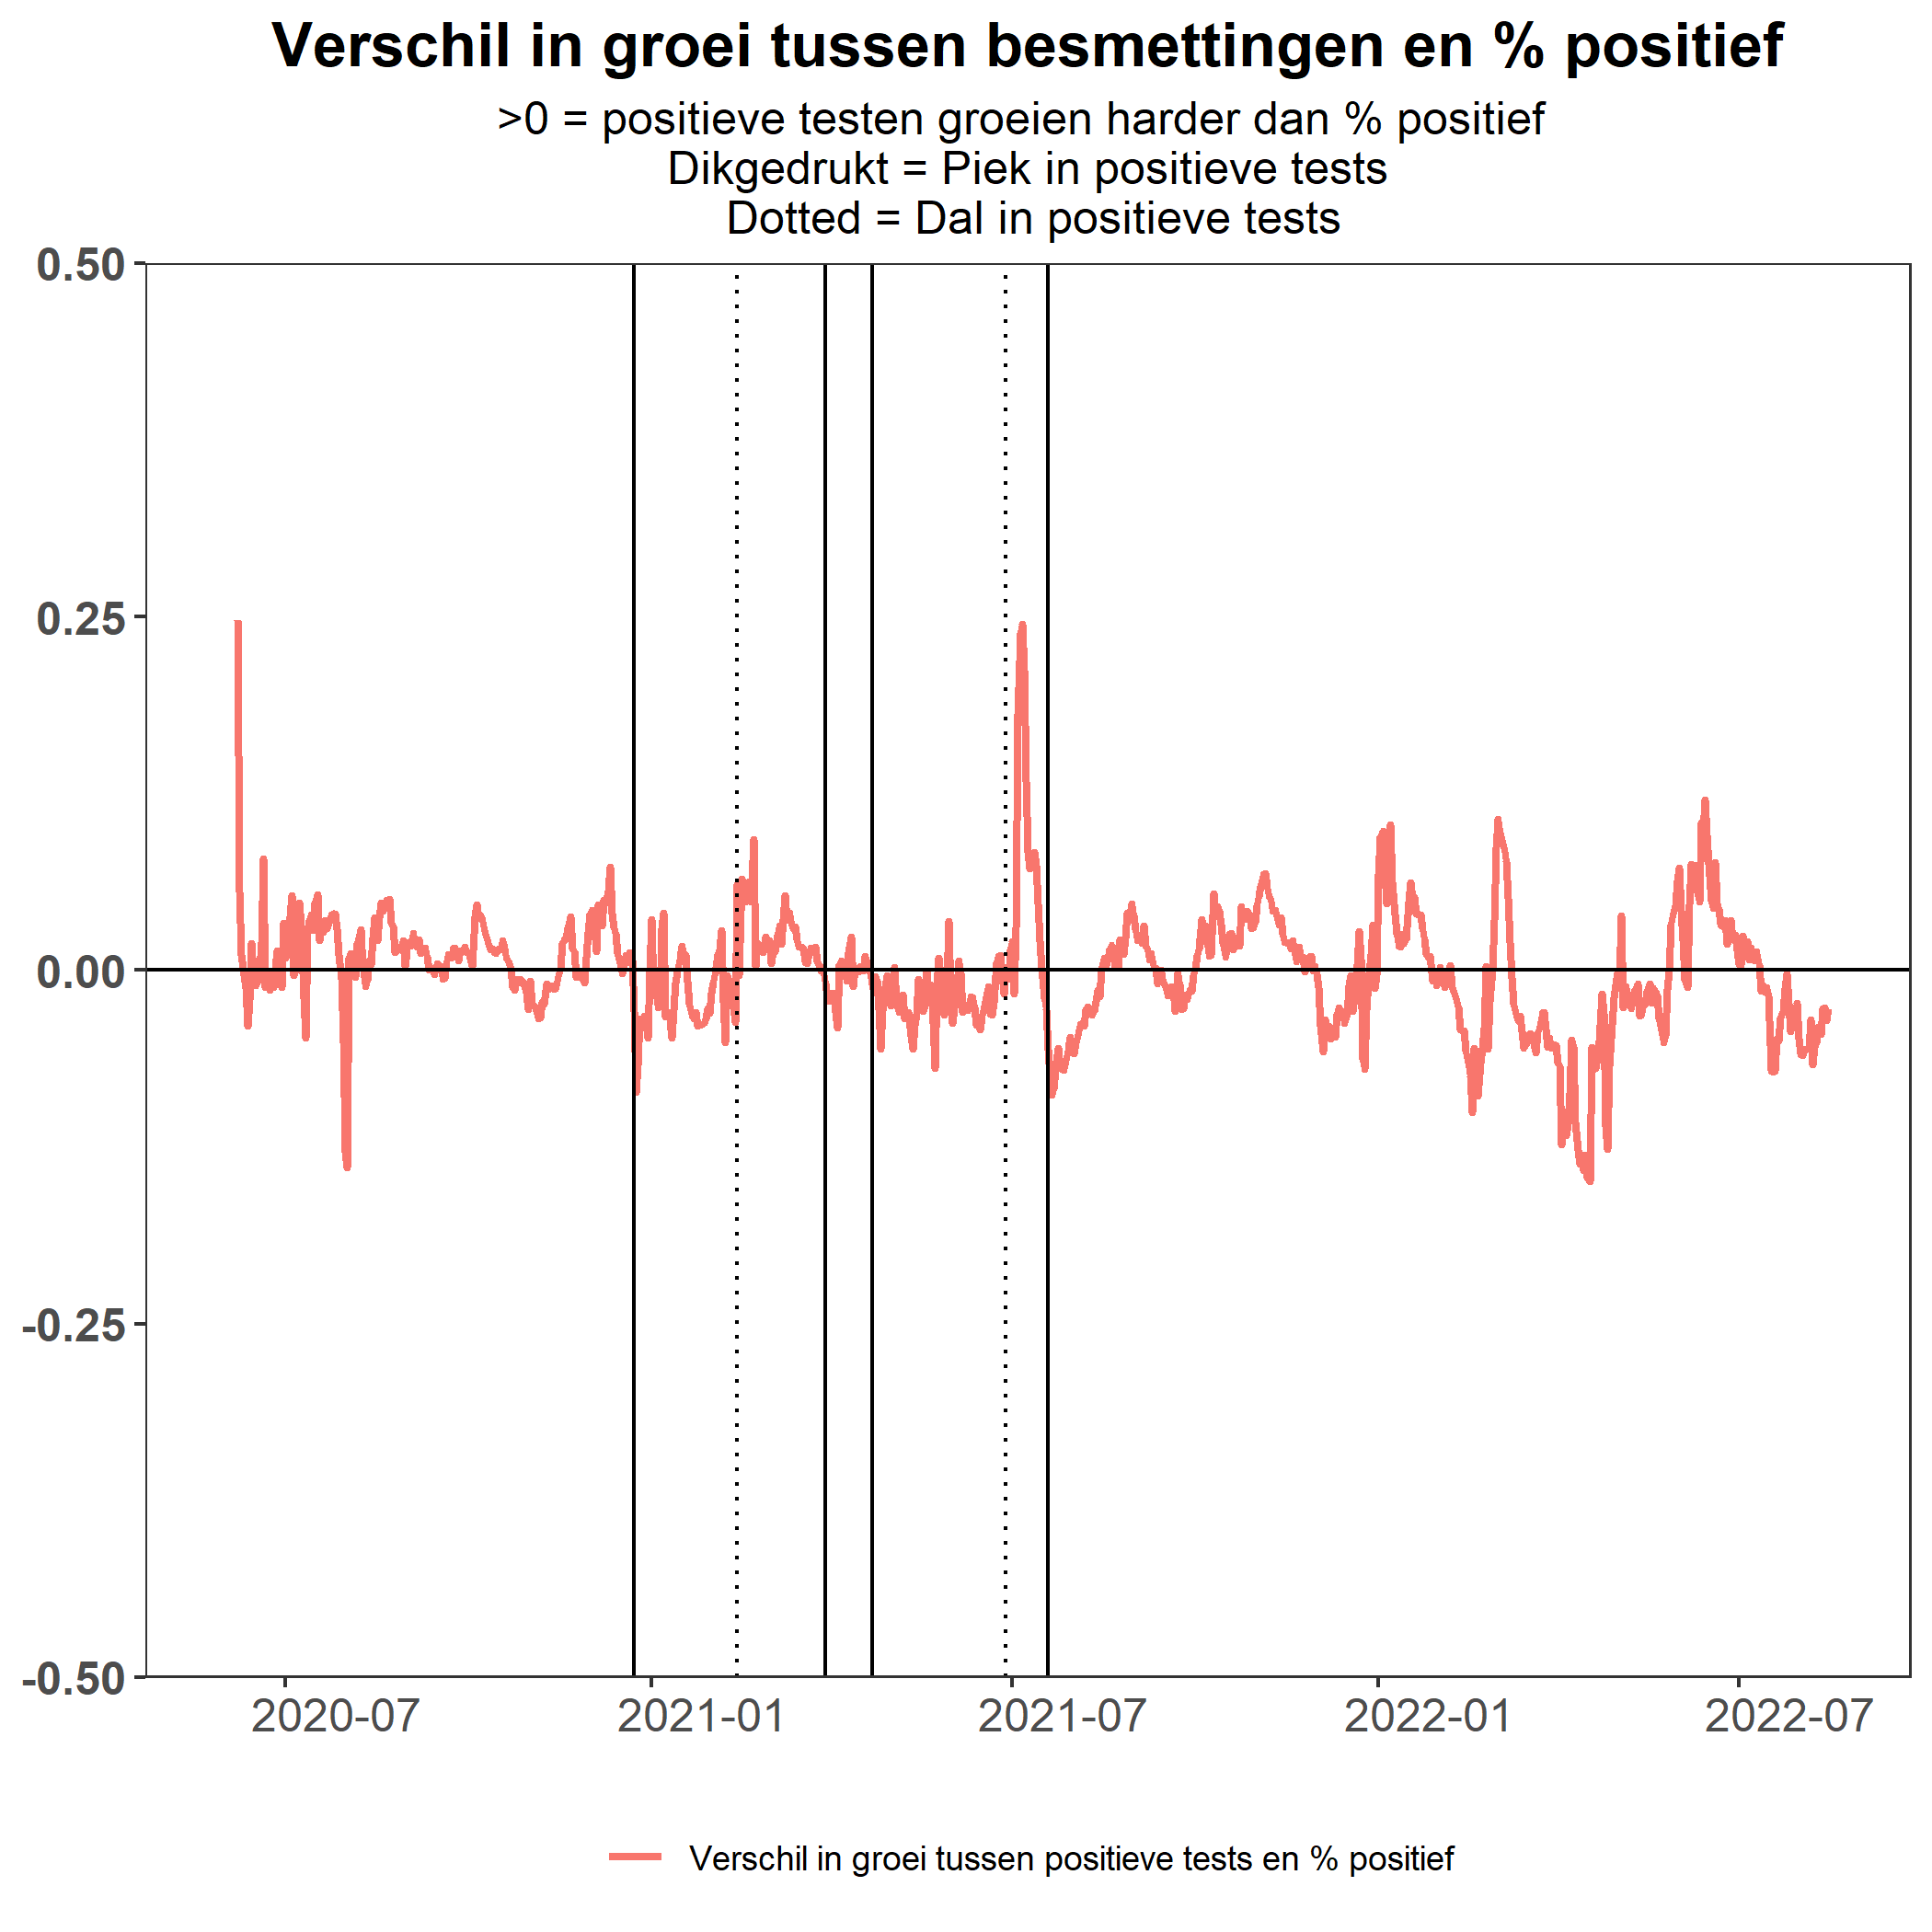 Verschil in groei tussen besmettingen en % positief
>0 = positieve testen groeien harder dan % positief
Dikgedrukt = Piek in positieve tests
Dotted = Dal in positieve tests
0.50
0.25
0.00
-0.25
-0.50
2020-07
2021-01
2021-07
2022-01
2022-07
Verschil in groei tussen positieve tests en % positief